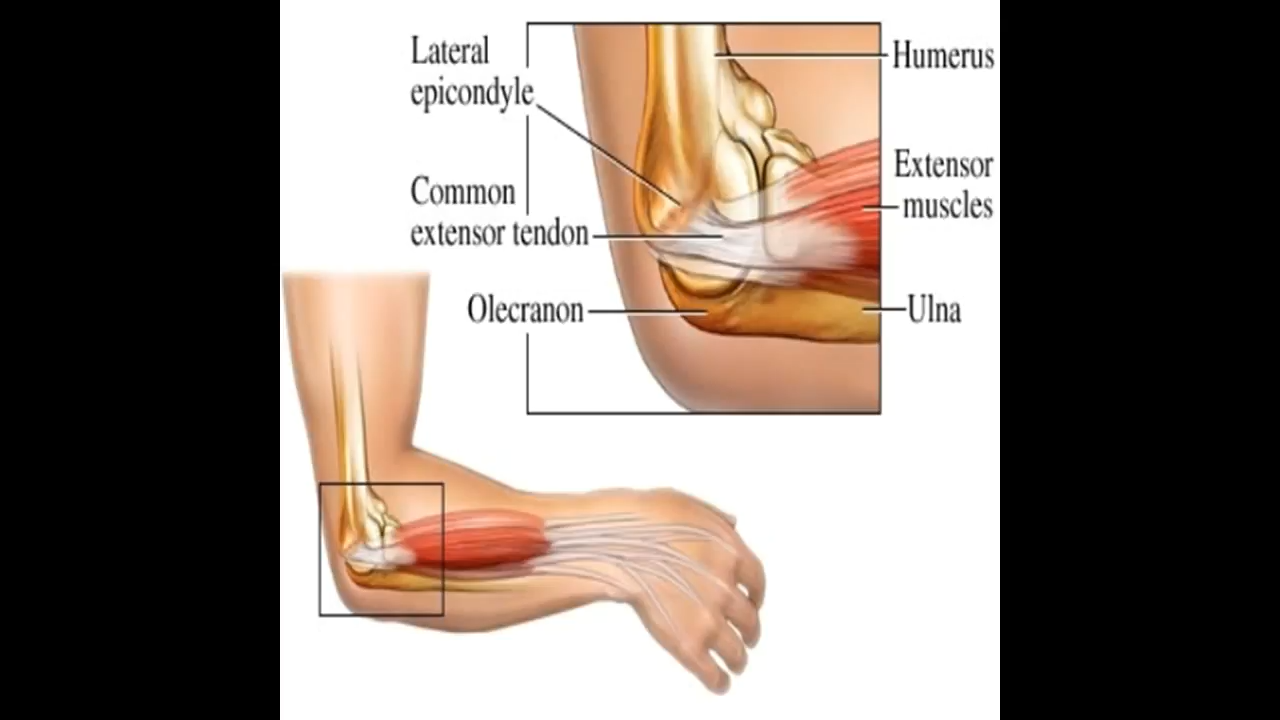 Lateral
epicondyle
Humerus
Extensor
muscles
Common
extensor tendon
Olecranon
Ulna